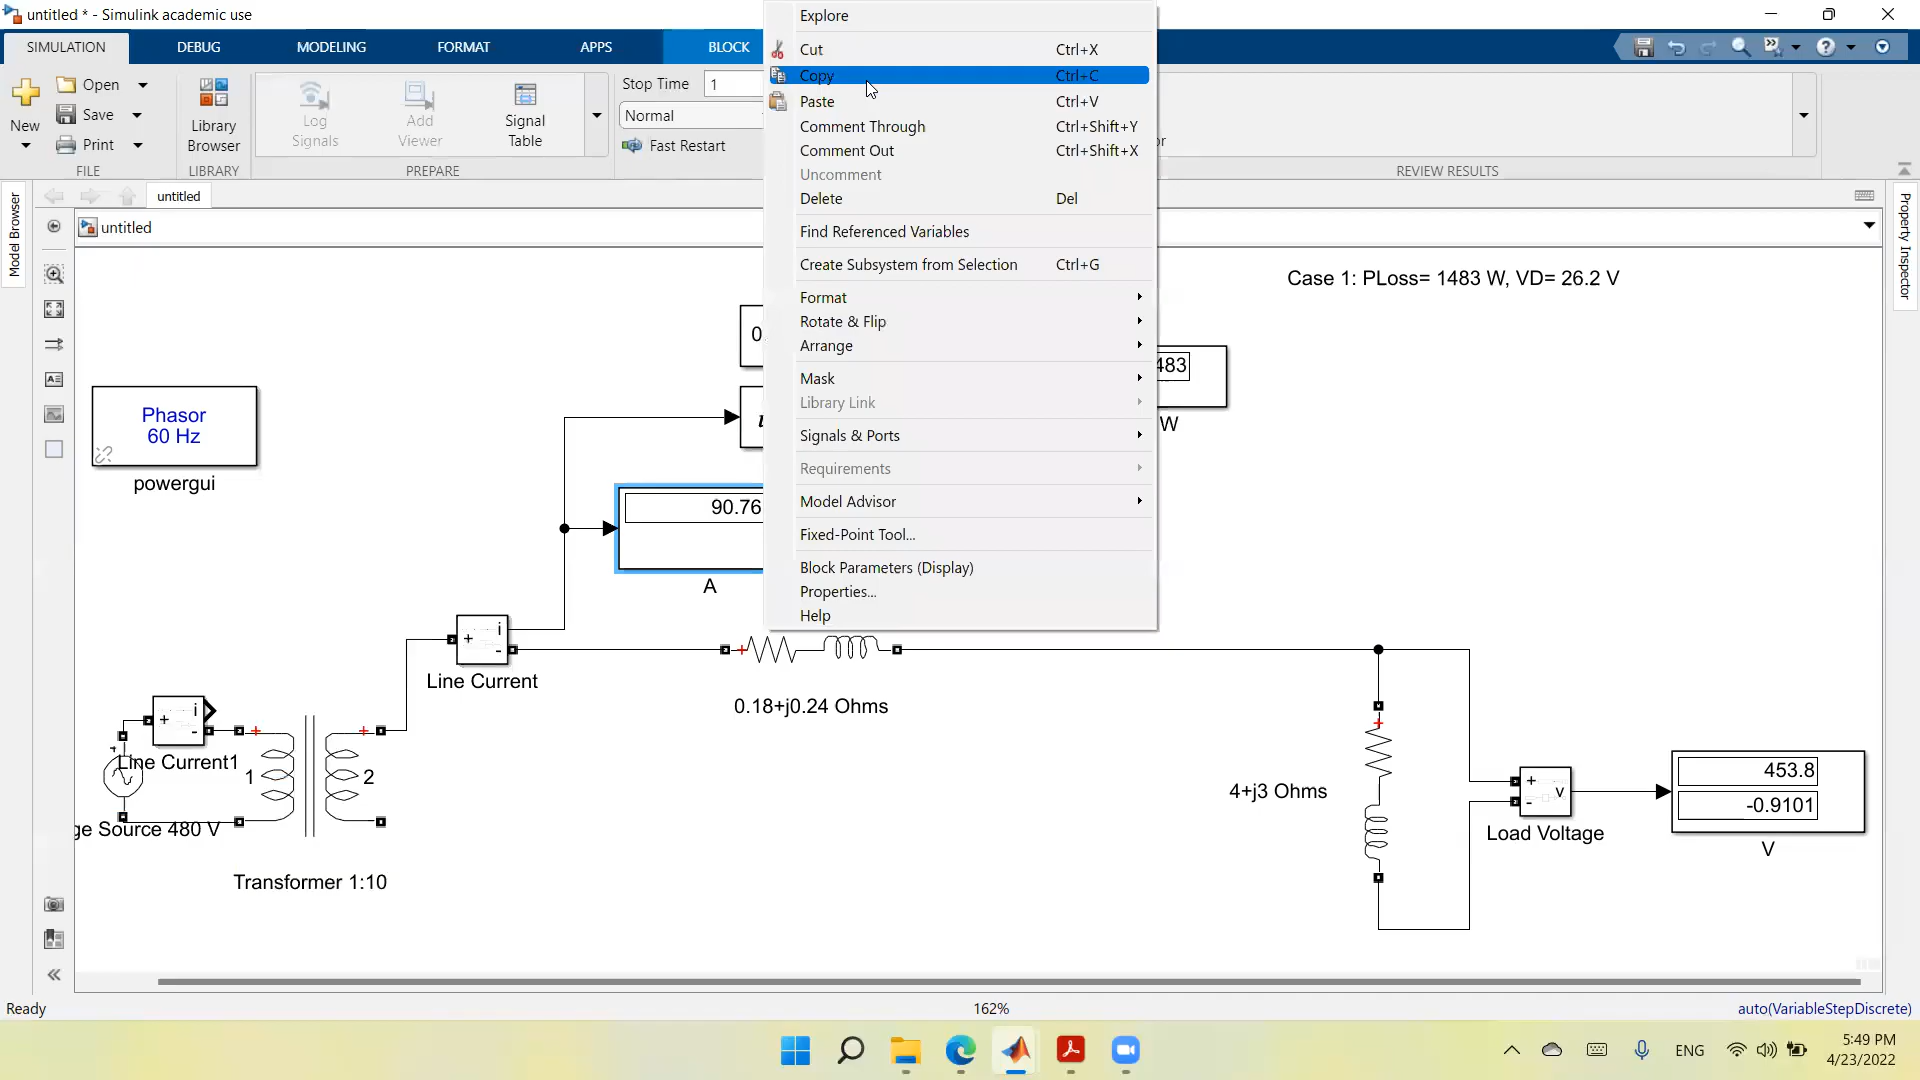 untitled * - Simulink academic use
SIMULATION
DEBUG
MODELING
FORMAT
APPS
BLOCK
New
Open
Save
Print
FILE
Library
Browser
LIBRARY
Log
Signals
Add
Viewer
Signal
Table
PREPARE
Stop Time 1
Normal
Fast Restart
REVIEW RESULTS
Explore
Cut Ctrl+X
Copy Ctrl+C
Paste Ctrl+V
Comment Through Ctrl+Shift+Y
Comment Out Ctrl+Shift+X
Uncomment
Delete Del
Find Referenced Variables
Create Subsystem from Selection Ctrl+G
Format
Rotate & Flip
Arrange
Mask
Library Link
Signals & Ports
Requirements
Model Advisor
Fixed-Point Tool...
Block Parameters (Display)
Properties...
Help
Model Browser
Property Inspector
untitled
untitled
Case 1: PLoss= 1483 W, VD= 26.2 V
0.
483
W
Phasor
60 Hz
powergui
90.76
A
i
+
-
Line Current
0.18+j0.24 Ohms
i
+
-
Line Current1
1
2
ge Source 480 V
Transformer 1:10
4+j3 Ohms
+
v
-
Load Voltage
453.8
-0.9101
V
Ready
162%
auto(VariableStepDiscrete)
ENG
5:49 PM
4/23/2022